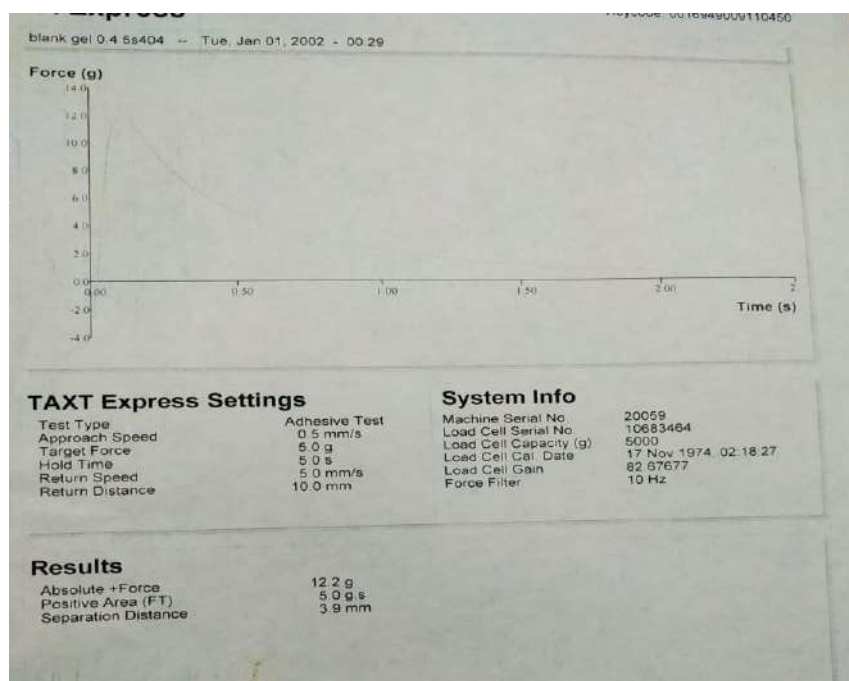 Express
blank gel 0.4 5s404 -- Tue, Jan 01, 2002 - 00:29
Force (g)
14.0
12.0
10.0
8.0
6.0
4.0
2.0
0.0
-2.0
-4.0
0.00 0.50 1.00 1.50 2.00 2
Time (s)
TAXT Express Settings
Test Type Adhesive Test
Approach Speed 0.5 mm/s
Target Force 5.0 g
Hold Time 5.0 s
Return Speed 5.0 mm/s
Return Distance 10.0 mm
System Info
Machine Serial No 20059
Load Cell Serial No. 10683464
Load Cell Capacity (g) 5000
Load Cell Cal. Date 17 Nov 1974, 02:18:27
Load Cell Gain 82.67677
Force Filter 10 Hz
Results
Absolute +Force 12.2 g
Positive Area (FT) 5.0 g.s
Separation Distance 3.9 mm